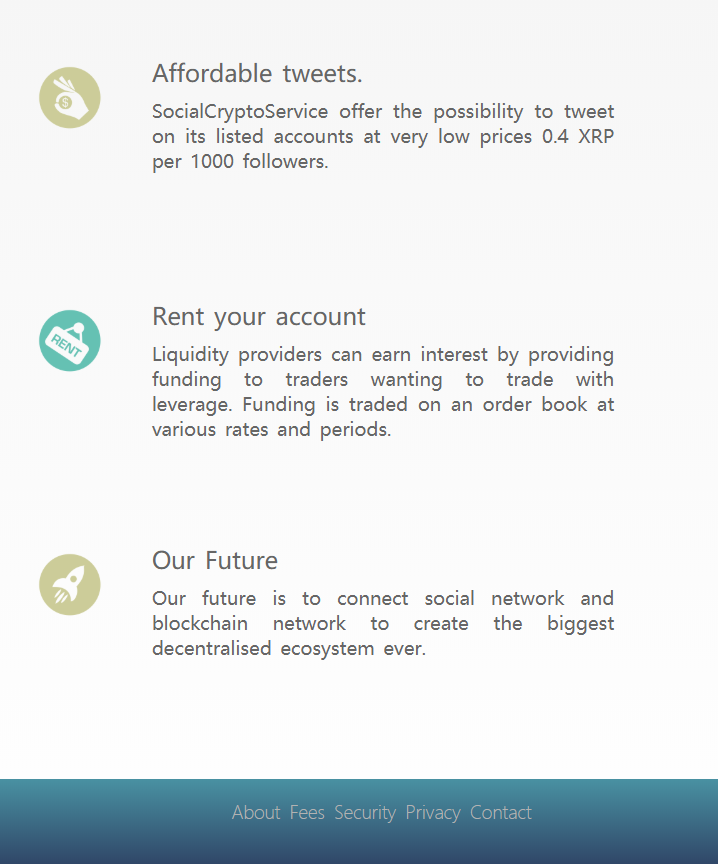 Affordable tweets.
SocialCryptoService offer the possibility to tweet
on its listed accounts at very low prices 0.4 XRP
per 1000 followers.
RENT
Rent your account
Liquidity providers can earn interest by providing
funding to traders wanting to trade with
leverage. Funding is traded on an order book at
various rates and periods.
Our Future
Our future is to connect social network and
blockchain network to create the biggest
decentralised ecosystem ever.
About Fees Security Privacy Contact